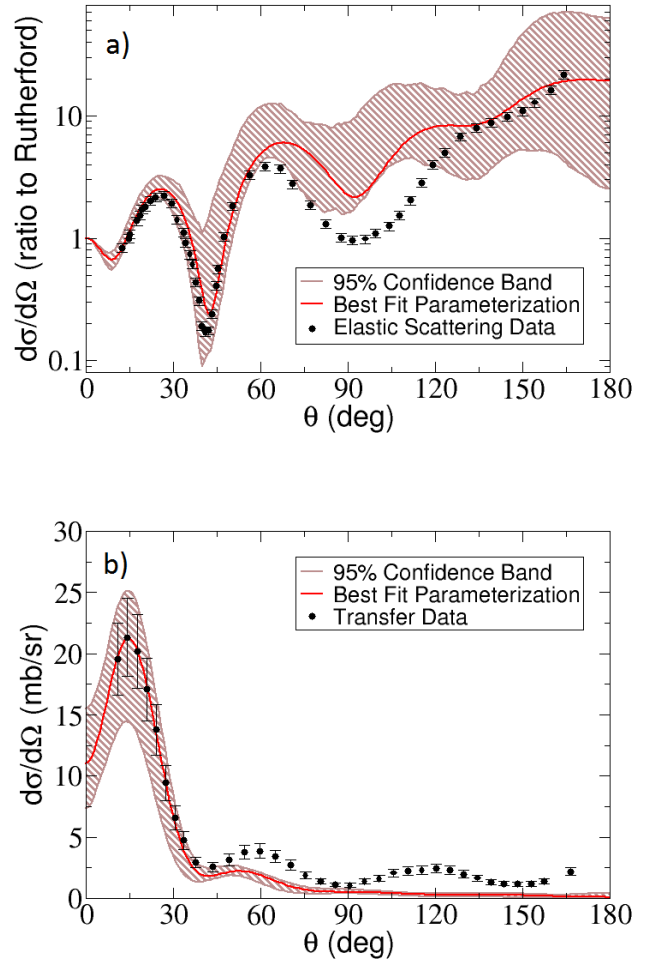 a)
dσ/dΩ (ratio to Rutherford)
10
1
0.1
95% Confidence Band
Best Fit Parameterization
Elastic Scattering Data
0 30 60 90 120 150 180
θ (deg)
b)
dσ/dΩ (mb/sr)
30
25
20
15
10
5
0
95% Confidence Band
Best Fit Parameterization
Transfer Data
0 30 60 90 120 150 180
θ (deg)